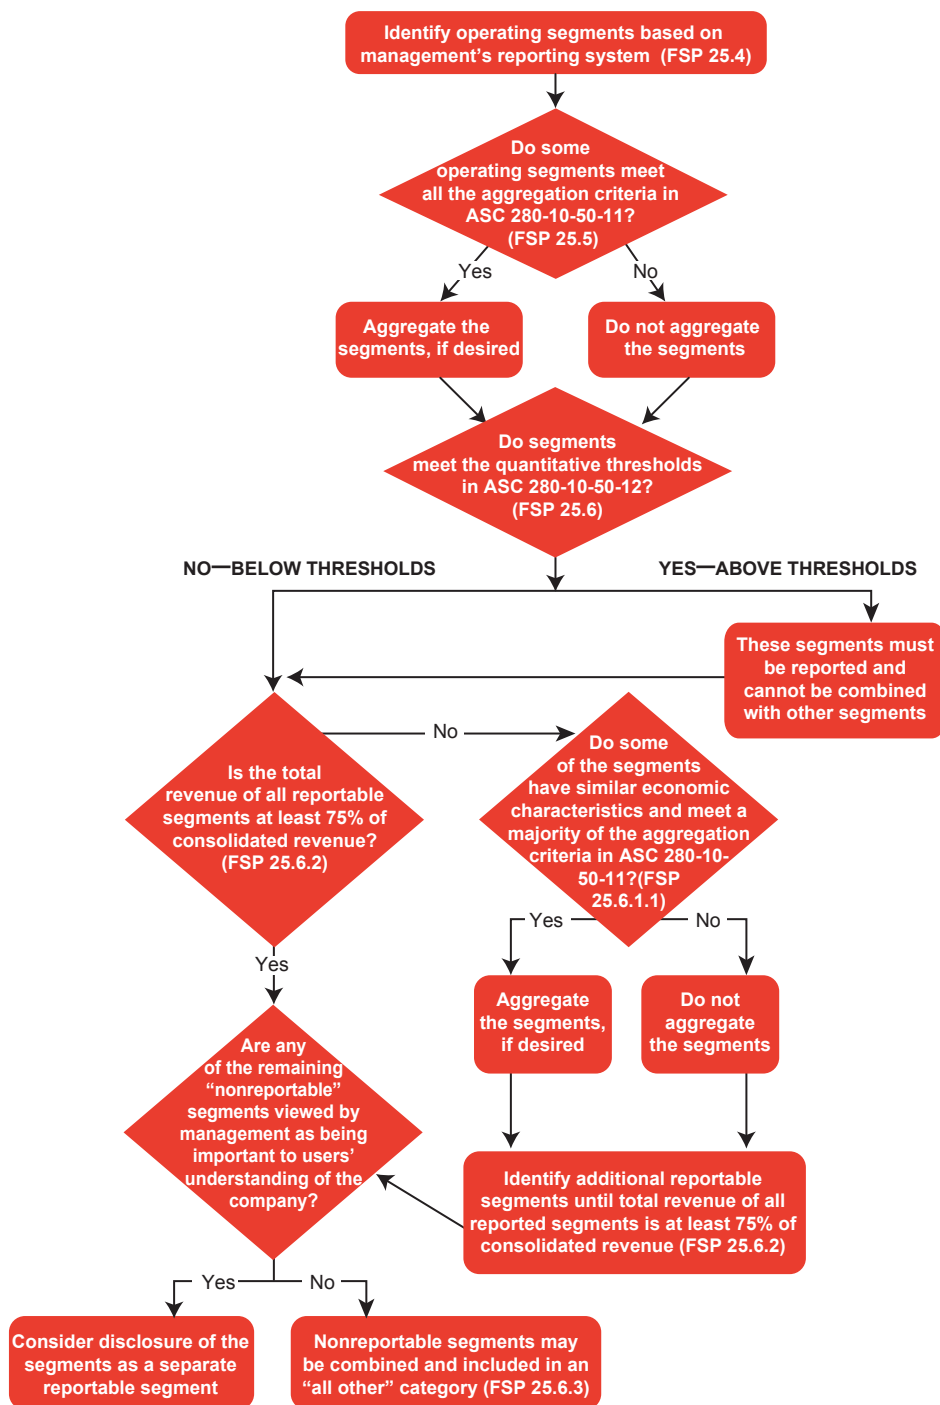 Identify operating segments based on
management’s reporting system  (FSP 25.4)
Do some
operating segments meet
all the aggregation criteria in
ASC 280-10-50-11?
(FSP 25.5)
Yes
No
Aggregate the
segments, if desired
Do not aggregate
the segments
Do segments
meet the quantitative thresholds
in ASC 280-10-50-12?
(FSP 25.6)
NO—BELOW THRESHOLDS
YES—ABOVE THRESHOLDS
These segments must
be reported and
cannot be combined
with other segments
Is the total
revenue of all reportable
segments at least 75% of
consolidated revenue?
(FSP 25.6.2)
No
Do some
of the segments
have similar economic
characteristics and meet a
majority of the aggregation
criteria in ASC 280-10-
50-11?(FSP
25.6.1.1)
Yes
No
Yes
Aggregate
the segments,
if desired
Do not
aggregate
the segments
Are any
of the remaining
“nonreportable”
segments viewed by
management as being
important to users’
understanding of the
company?
Identify additional reportable
segments until total revenue of all
reported segments is at least 75% of
consolidated revenue (FSP 25.6.2)
Yes
No
Consider disclosure of the
segments as a separate
reportable segment
Nonreportable segments may
be combined and included in an
“all other” category (FSP 25.6.3)